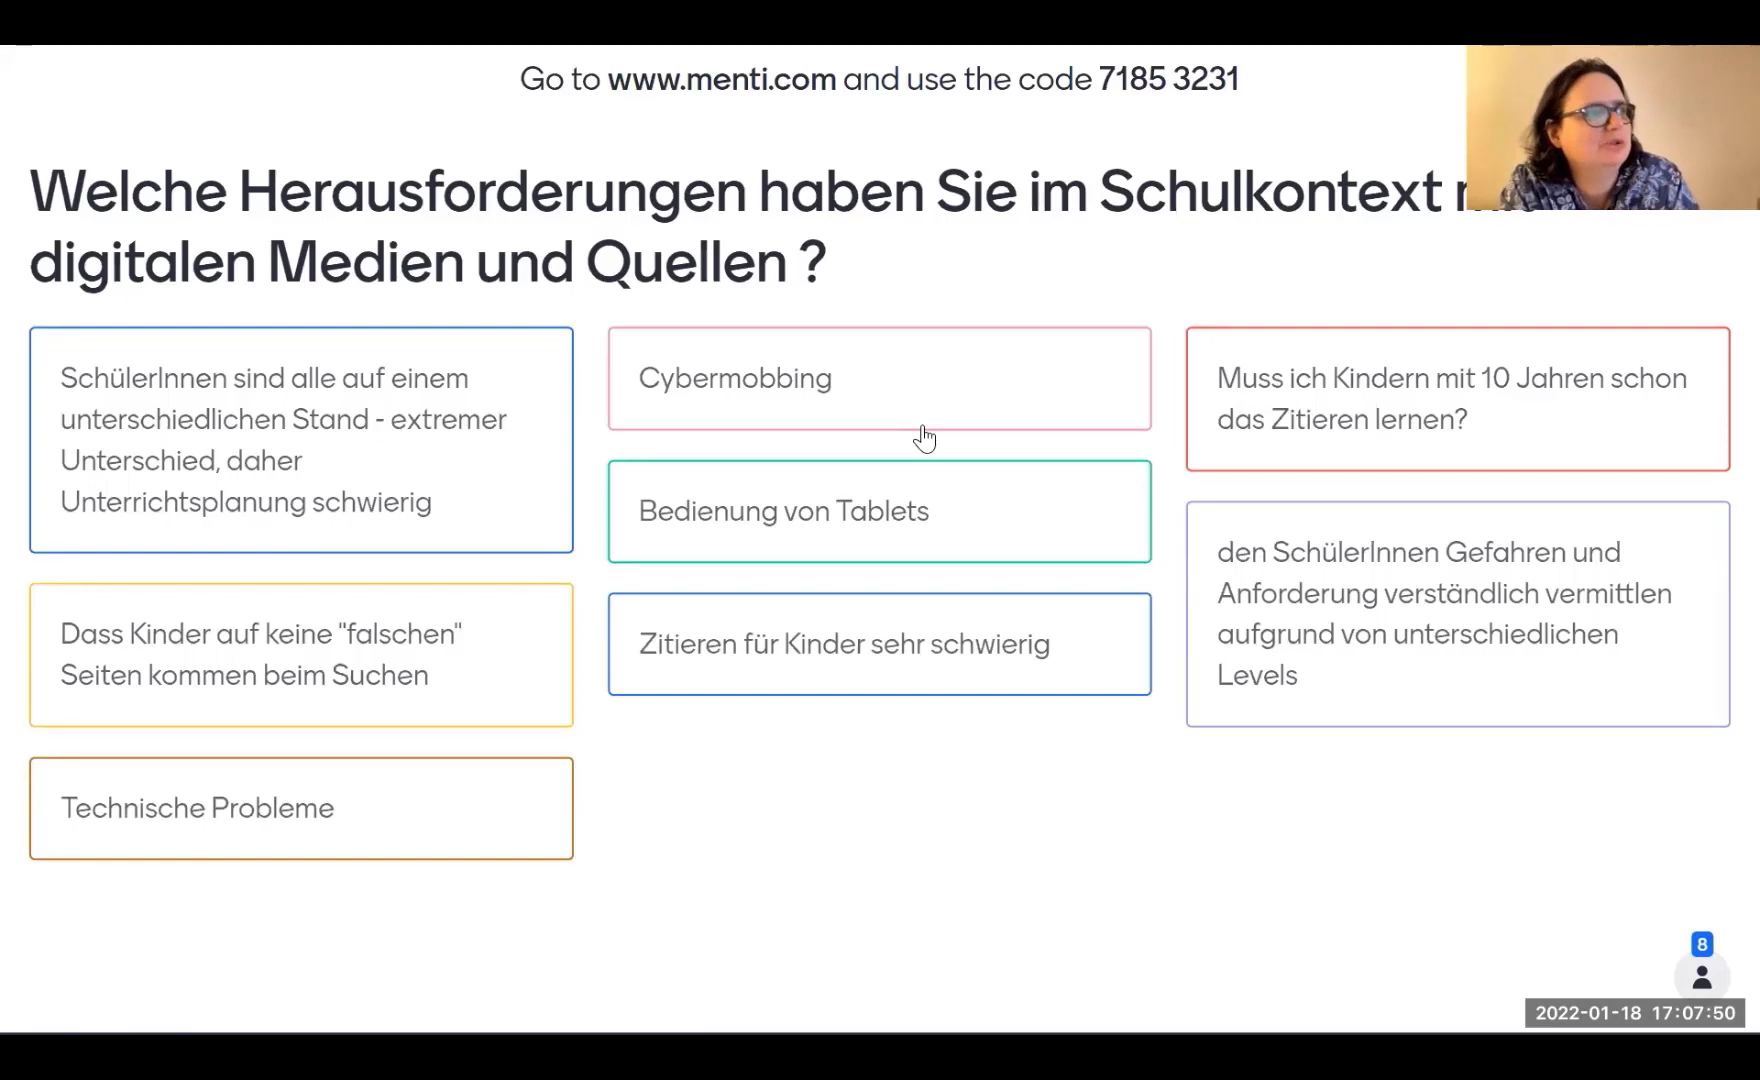 Go to www.menti.com and use the code 7185 3231
Welche Herausforderungen haben Sie im Schulkontext
digitalen Medien und Quellen ?
SchülerInnen sind alle auf einem
unterschiedlichen Stand - extremer
Unterschied, daher
Unterrichtsplanung schwierig
Dass Kinder auf keine "falschen"
Seiten kommen beim Suchen
Technische Probleme
Cybermobbing
Bedienung von Tablets
Zitieren für Kinder sehr schwierig
Muss ich Kindern mit 10 Jahren schon
das Zitieren lernen?
den SchülerInnen Gefahren und
Anforderung verständlich vermittlen
aufgrund von unterschiedlichen
Levels
8
2022-01-18 17:07:50